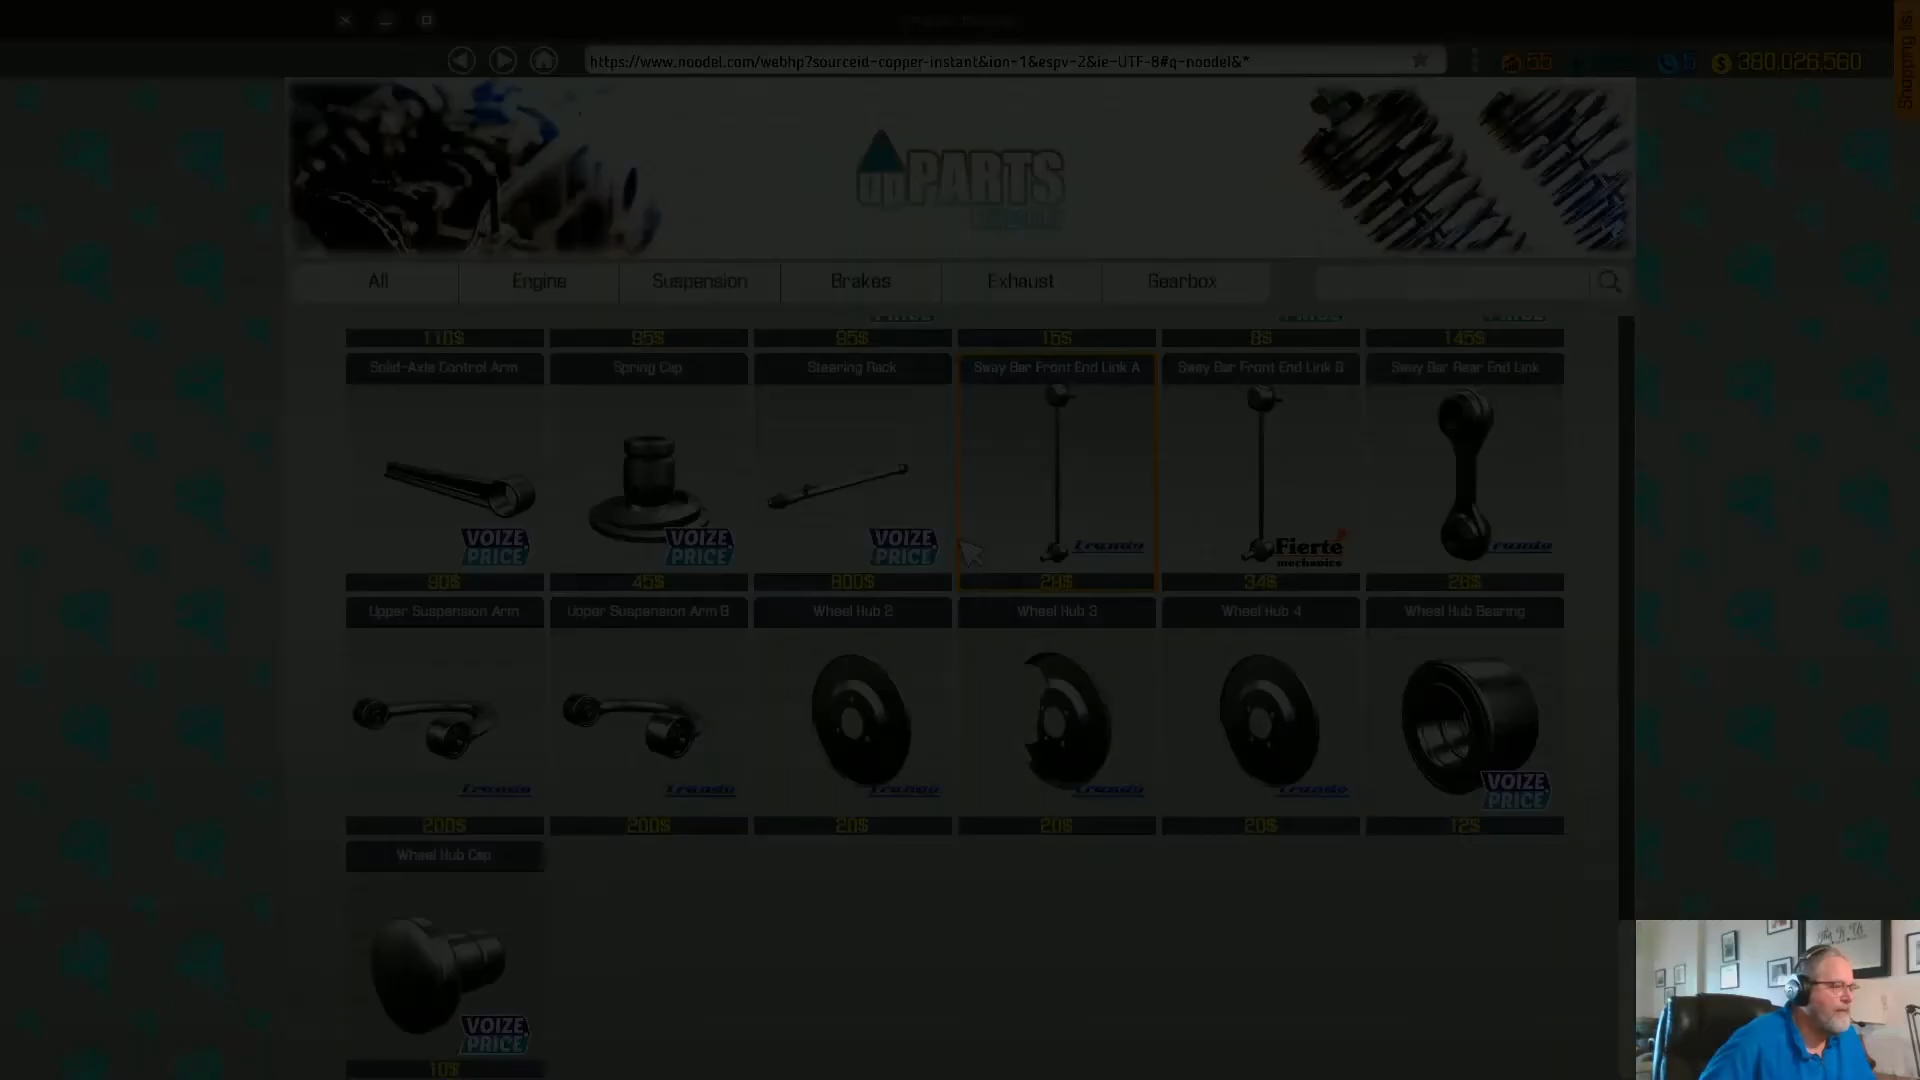 https://www.noodel.com/webhp?sourceid-copper-instant&ion-1&espv-2&ie-UTF-8#q-noodel&*
55
380,026,560
Shopping list
upPARTS
All
Engine
Suspension
Brakes
Exhaust
Gearbox
110$
95$
85$
15$
8$
145$
Solid-Axle Control Arm
Spring Cap
Steering Rack
Sway Bar Front End Link A
Sway Bar Front End Link B
Sway Bar Rear End Link
VOIZE PRICE
VOIZE PRICE
VOIZE PRICE
Fierte mechanics
90$
45$
800$
34$
Upper Suspension Arm
Upper Suspension Arm B
Wheel Hub 2
Wheel Hub 3
Wheel Hub 4
Wheel Hub Bearing
VOIZE PRICE
200$
200$
20$
20$
20$
12$
Wheel Hub Cap
VOIZE PRICE
10$